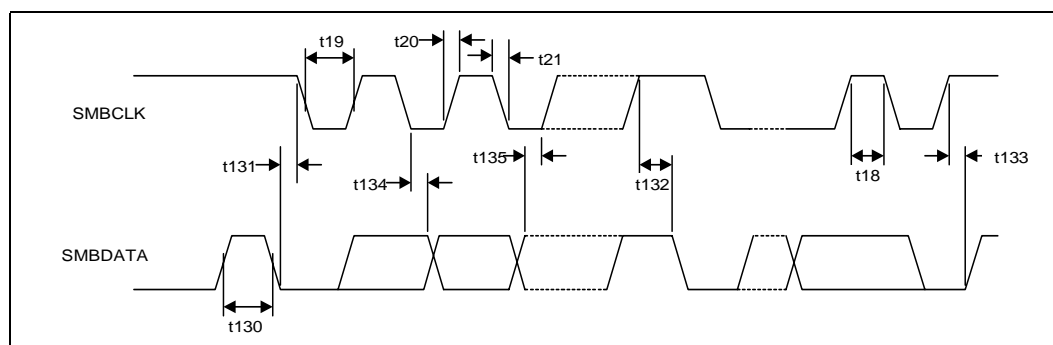 t19
t20
t21
SMBCLK
t131
t134
t135
t132
t18
t133
SMBDATA
t130